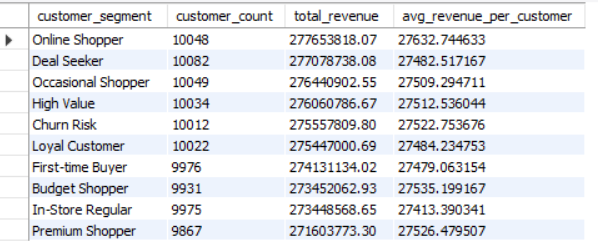 customer_segment customer_count total_revenue avg_revenue_per_customer
Online Shopper 10048 277653818.07 27632.744633
Deal Seeker 10082 277078738.08 27482.517167
Occasional Shopper 10049 276440902.55 27509.294711
High Value 10034 276060786.67 27512.536044
Churn Risk 10012 275557809.80 27522.753676
Loyal Customer 10022 275447000.69 27484.234753
First-time Buyer 9976 274131134.02 27479.063154
Budget Shopper 9931 273452062.93 27535.199167
In-Store Regular 9975 273448568.65 27413.390341
Premium Shopper 9867 271603773.30 27526.479507